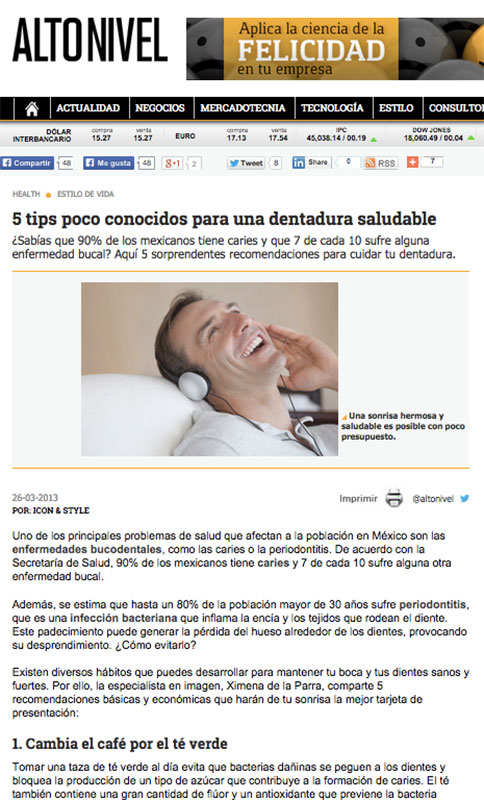 ALTONIVEL
Aplica la ciencia de la
FELICIDAD
en tu empresa
ACTUALIDAD NEGOCIOS MERCADOTECNIA TECNOLOGÍA ESTILO CONSULTOR
DÓLAR INTERBANCARIO compra 15.27 venta 15.27 EURO compra 17.13 venta 17.54 IPC 45,038.14 / 00.19 DOW JONES 18,060.49 / 00.04
Compartir 48 Me gusta 48 g+1 2 Tweet 8 in Share 0 RSS + 7
HEALTH ESTILO DE VIDA
5 tips poco conocidos para una dentadura saludable
¿Sabías que 90% de los mexicanos tiene caries y que 7 de cada 10 sufre alguna
enfermedad bucal? Aquí 5 sorprendentes recomendaciones para cuidar tu dentadura.
Una sonrisa hermosa y
saludable es posible con poco
presupuesto.
26-03-2013 Imprimir @altonivel
POR: ICON & STYLE
Uno de los principales problemas de salud que afectan a la población en México son las
enfermedades bucodentales, como las caries o la periodontitis. De acuerdo con la
Secretaría de Salud, 90% de los mexicanos tiene caries y 7 de cada 10 sufre alguna otra
enfermedad bucal.
Además, se estima que hasta un 80% de la población mayor de 30 años sufre periodontitis,
que es una infección bacteriana que inflama la encía y los tejidos que rodean el diente.
Este padecimiento puede generar la pérdida del hueso alrededor de los dientes, provocando
su desprendimiento. ¿Cómo evitarlo?
Existen diversos hábitos que puedes desarrollar para mantener tu boca y tus dientes sanos y
fuertes. Por ello, la especialista en imagen, Ximena de la Parra, comparte 5
recomendaciones básicas y económicas que harán de tu sonrisa la mejor tarjeta de
presentación:
1. Cambia el café por el té verde
Tomar una taza de té verde al día evita que bacterias dañinas se peguen a los dientes y
bloquea la producción de un tipo de azúcar que contribuye a la formación de caries. El té
también contiene una gran cantidad de flúor y un antioxidante que previene la bacteria